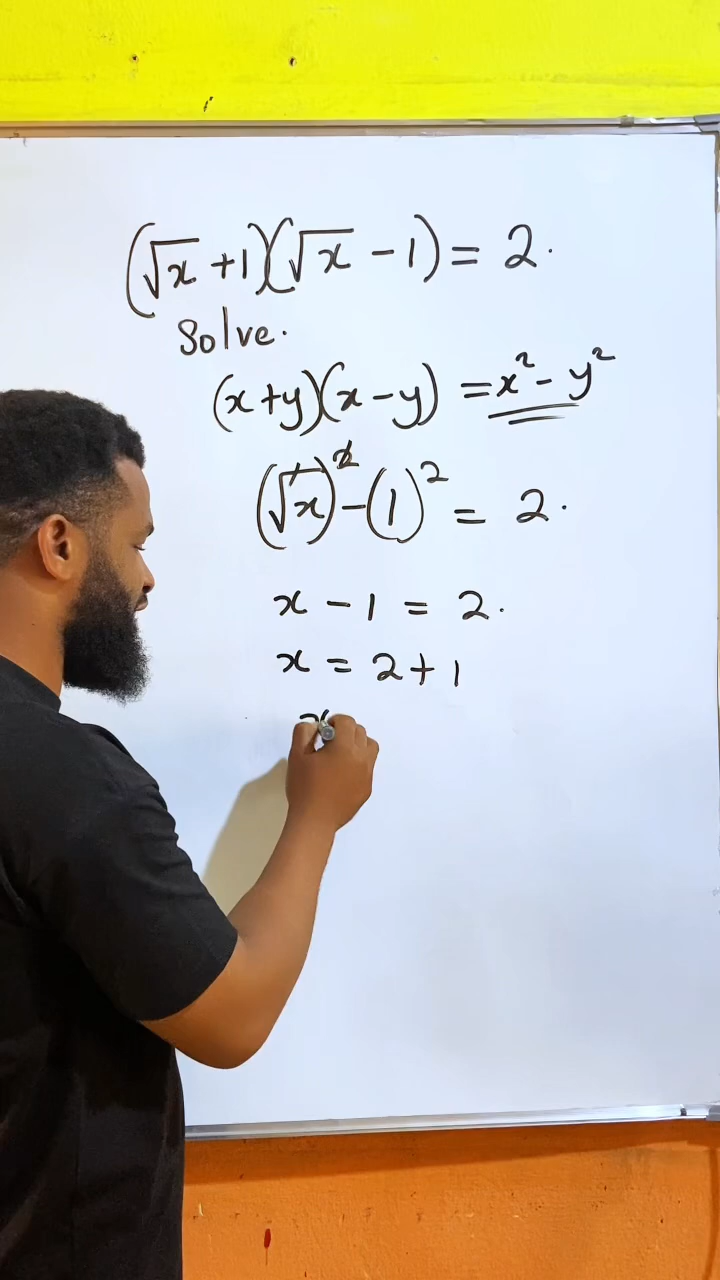 (√x + 1)(√x - 1) = 2.
Solve.
(x + y)(x - y) = x² - y²
(√x)² - (1)² = 2.
x - 1 = 2.
x = 2 + 1
x